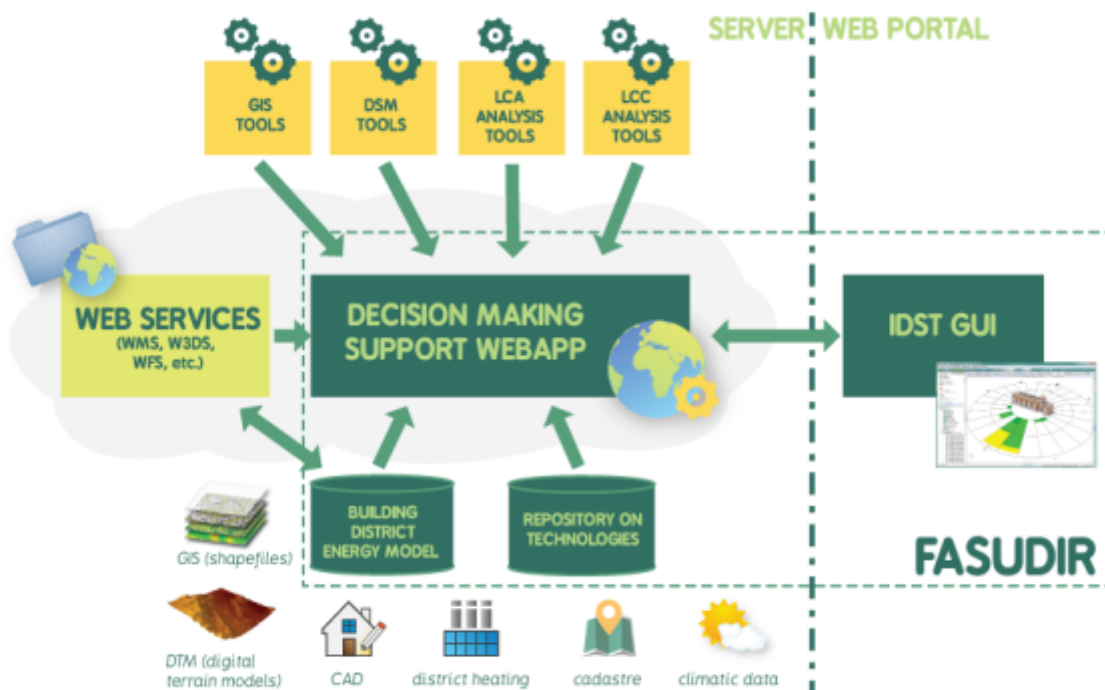 SERVER
WEB PORTAL
GIS
TOOLS
DSM
TOOLS
LCA
ANALYSIS
TOOLS
LCC
ANALYSIS
TOOLS
WEB SERVICES
(WMS, W3DS,
WFS, etc.)
DECISION MAKING
SUPPORT WEBAPP
IDST GUI
BUILDING
DISTRICT
ENERGY MODEL
REPOSITORY ON
TECHNOLOGIES
GIS (shapefiles)
FASUDIR
DTM (digital
terrain models)
CAD
district heating
cadastre
climatic data